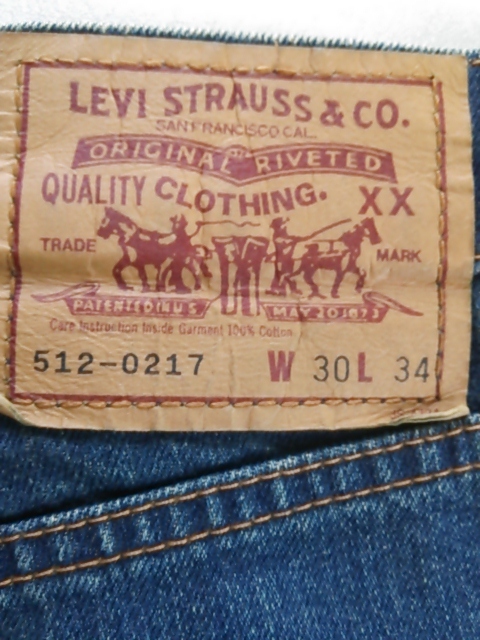 LEVI STRAUSS & CO.
SAN FRANCISCO CAL.
ORIGINAL RIVETED
QUALITY CLOTHING. XX
TRADE MARK
PATENTED IN U S MAY 20 1873
Care Instruction Inside Garment 100% Cotton
512-0217 W 30 L 34